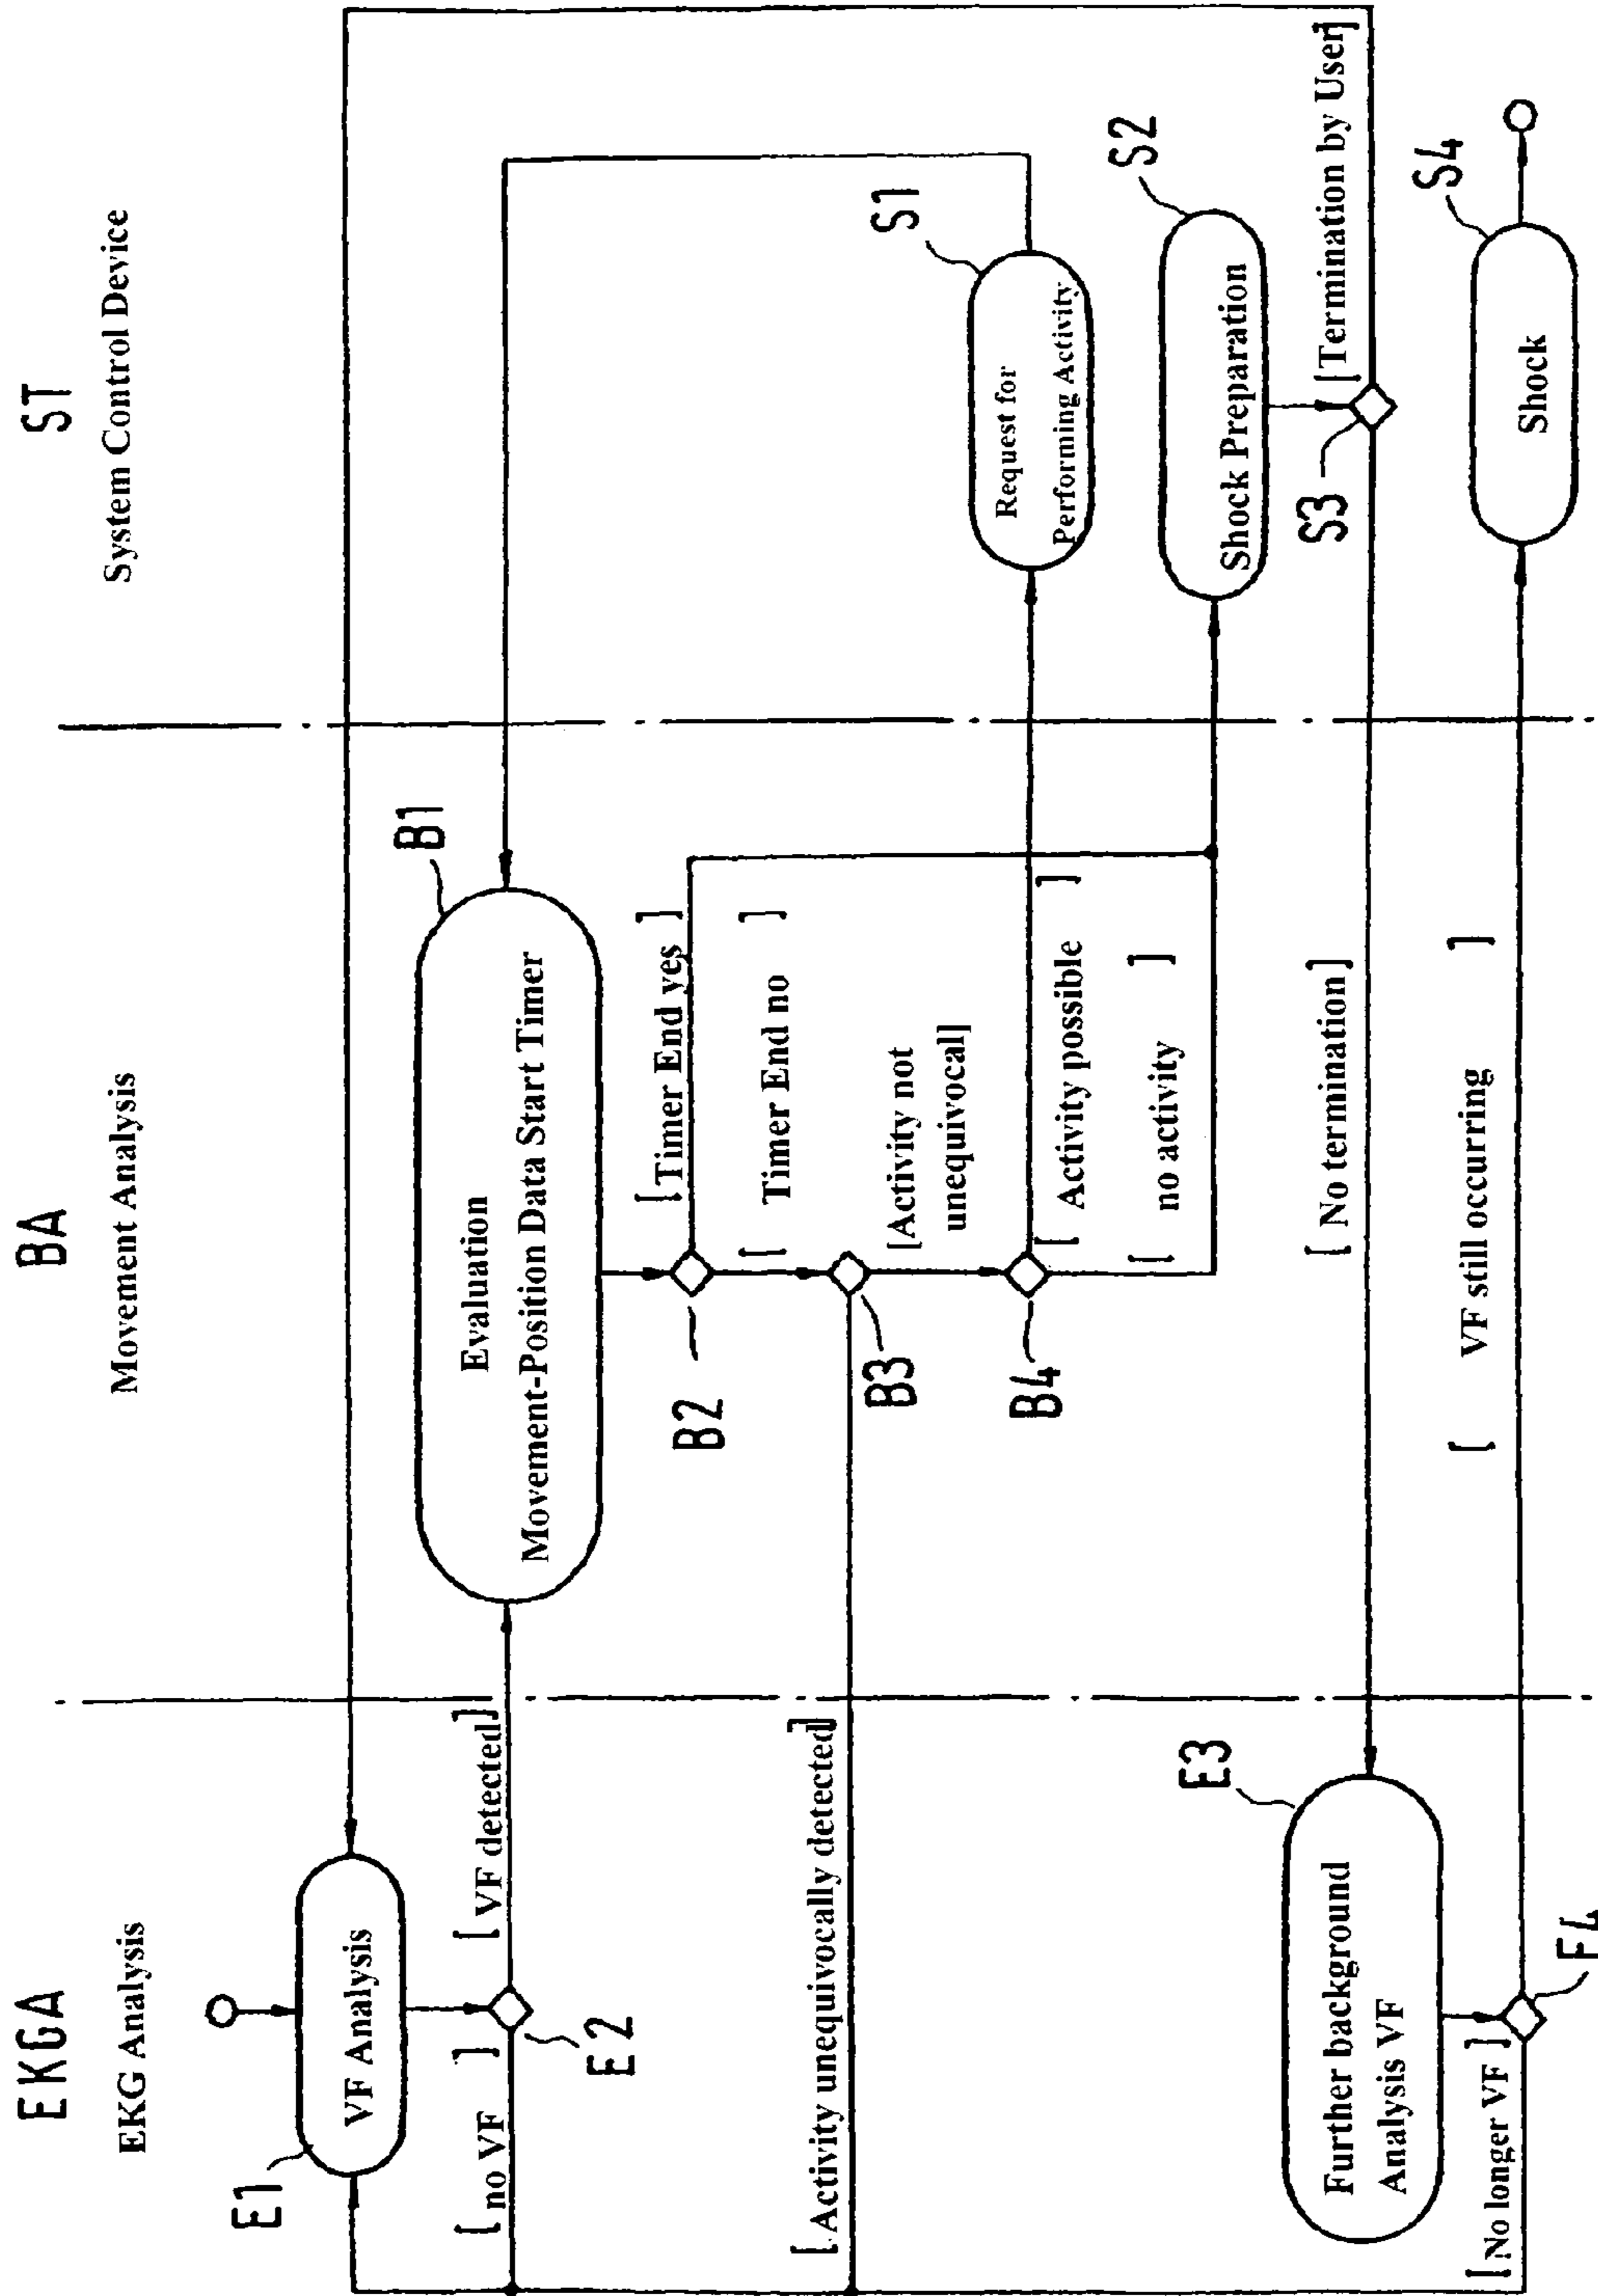 EKGA
EKG Analysis
BA
Movement Analysis
ST
System Control Device
E1
VF Analysis
[ no VF ]
[ VF detected]
E2
B1
Evaluation
Movement-Position Data Start Timer
[Timer End yes ]
B2
[ Timer End no ]
[Activity unequivocally detected]
B3
[Activity not
unequivocal]
B4
[ Activity possible ]
[ no activity ]
S1
Request for
Performing Activity
S2
Shock Preparation
S3
[Termination by User]
[ No termination]
E3
Further background
Analysis VF
[No longer VF ]
E4
[ VF still occurring ]
S4
Shock